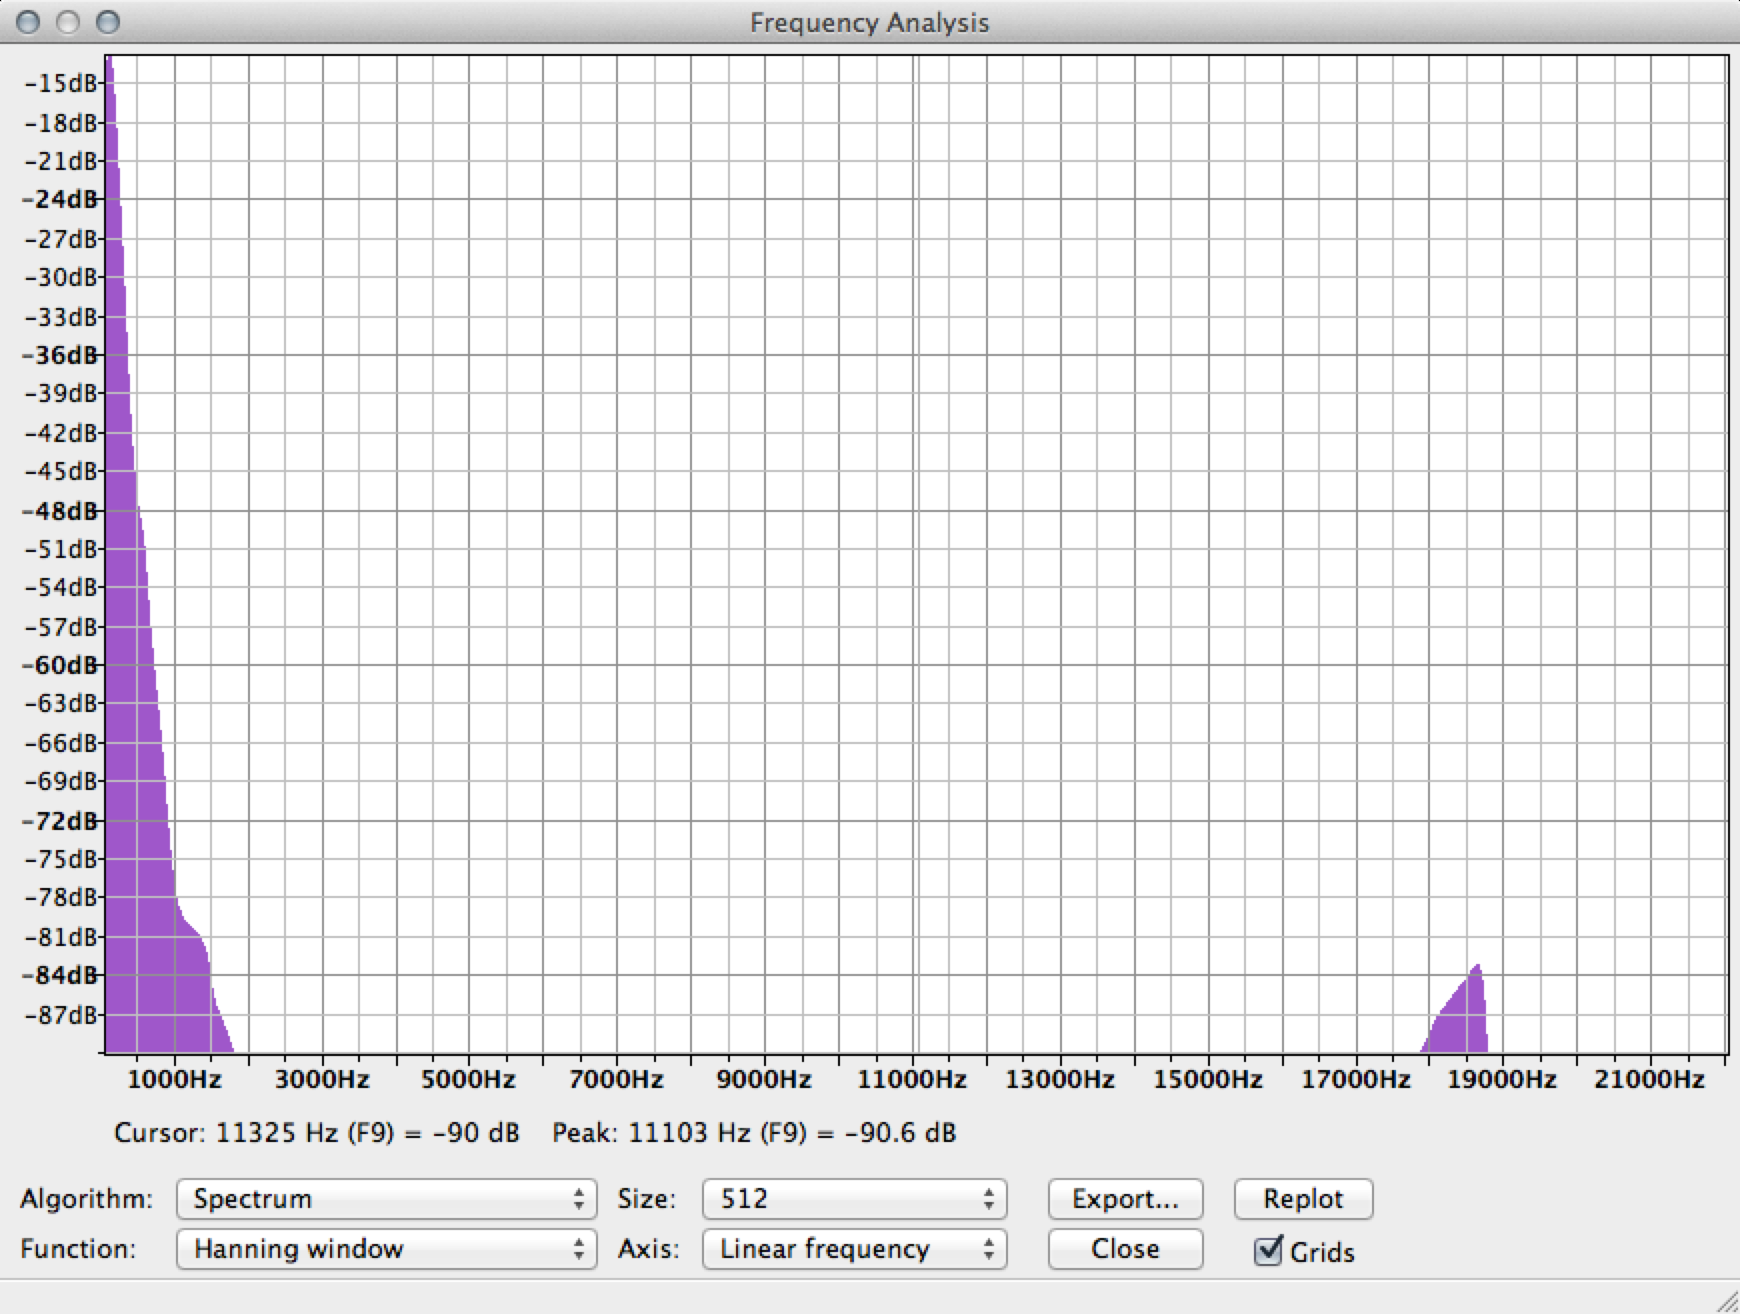 Frequency Analysis
-15dB
-18dB
-21dB
-24dB
-27dB
-30dB
-33dB
-36dB
-39dB
-42dB
-45dB
-48dB
-51dB
-54dB
-57dB
-60dB
-63dB
-66dB
-69dB
-72dB
-75dB
-78dB
-81dB
-84dB
-87dB
1000Hz 3000Hz 5000Hz 7000Hz 9000Hz 11000Hz 13000Hz 15000Hz 17000Hz 19000Hz 21000Hz
Cursor: 11325 Hz (F9) = -90 dB Peak: 11103 Hz (F9) = -90.6 dB
Algorithm: Spectrum Size: 512 Export... Replot
Function: Hanning window Axis: Linear frequency Close Grids